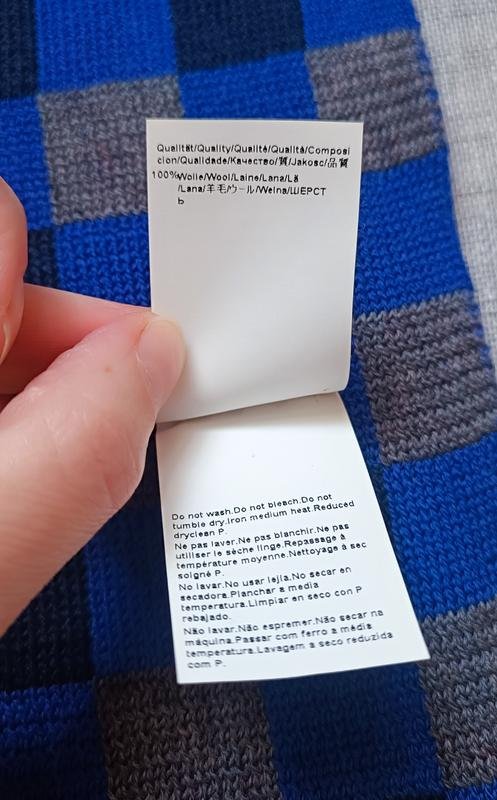 Qualität/Quality/Qualité/Qualità/Composi
cion/Qualidade/Качество/質/Jakosc/品質
100%Wolle/Wool/Laine/Lana/Lã
/Lana/羊毛/ウール/Welna/ШЕРСТ
b
Do not wash.Do not bleach.Do not
tumble dry.Iron medium heat.Reduced
dryclean P.
Ne pas laver.Ne pas blanchir.Ne pas
utiliser le sèche linge.Repassage à
température moyenne.Nettoyage à sec
soigné P.
No lavar.No usar lejía.No secar en
secadora.Planchar a media
temperatura.Limpiar en seco con P
rebajado.
Não lavar.Não espremer.Não secar na
máquina.Passar com ferro a média
temperatura.Lavagem a seco reduzida
com P.